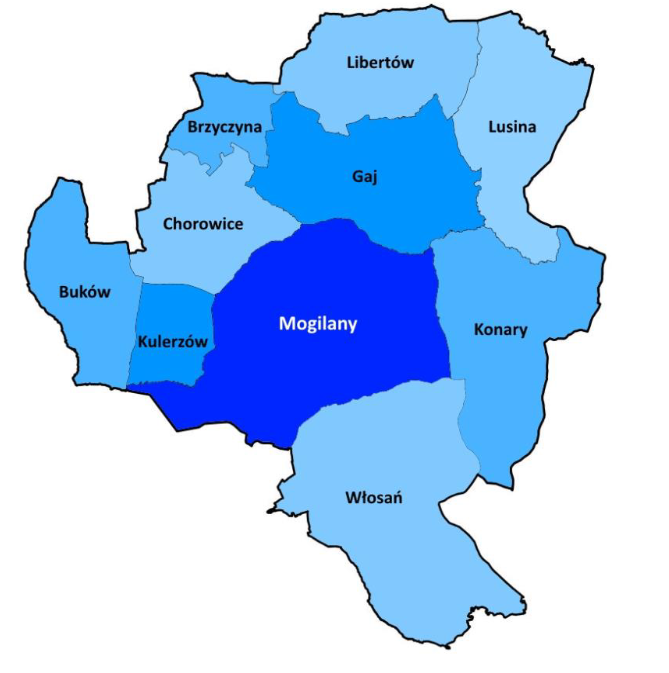 Libertów
Brzyczyna
Lusina
Gaj
Chorowice
Buków
Mogilany
Konary
Kulerzów
Włosań